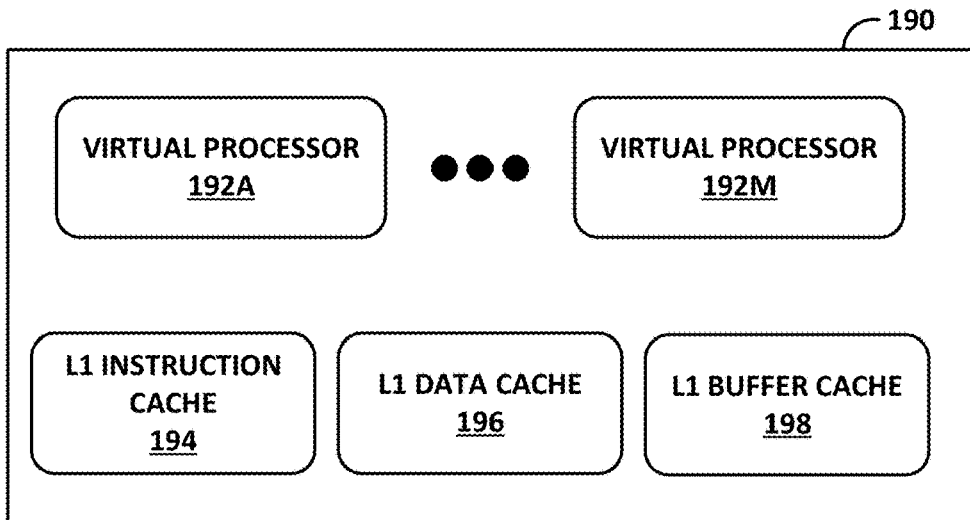 190
VIRTUAL PROCESSOR
192A
VIRTUAL PROCESSOR
192M
L1 INSTRUCTION
CACHE
194
L1 DATA CACHE
196
L1 BUFFER CACHE
198